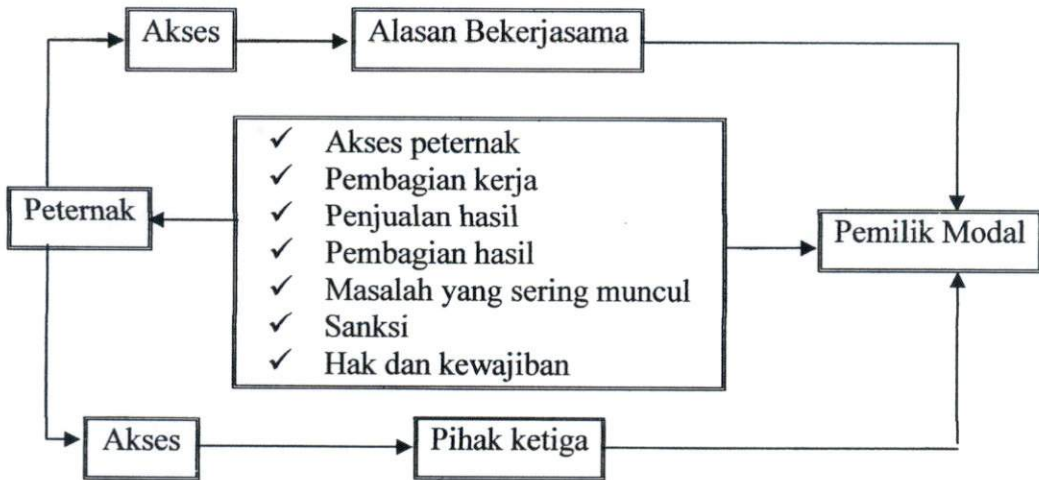 Akses
Alasan Bekerjasama
✓ Akses peternak
✓ Pembagian kerja
✓ Penjualan hasil
✓ Pembagian hasil
✓ Masalah yang sering muncul
✓ Sanksi
✓ Hak dan kewajiban
Peternak
Pemilik Modal
Akses
Pihak ketiga